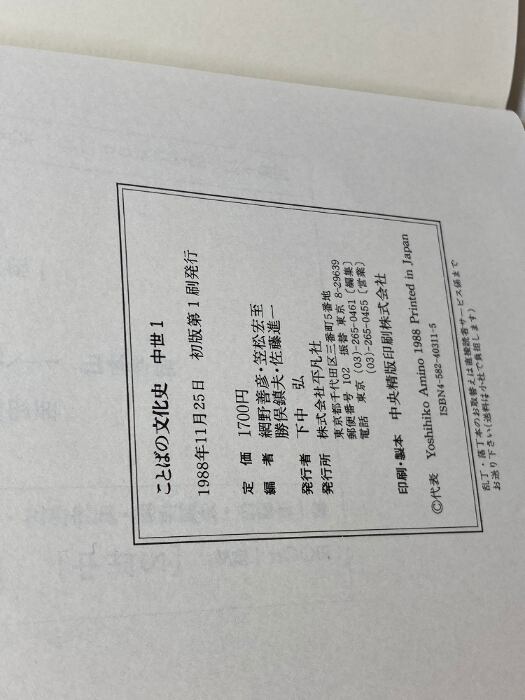 ことばの文化史 中世1
1988年11月25日 初版第1刷発行
定価 1700円
編者 網野善彦・笠松宏至
勝俣鎮夫・佐藤進一
発行者 下中 弘
発行所 株式会社平凡社
東京都千代田区三番町5番地
郵便番号 102 振替 東京 8-29639
電話 東京 (03)-265-0461〔編集〕
(03)-265-0455〔営業〕
印刷・製本 中央精版印刷株式会社
©代表 Yoshihiko Amino 1988 Printed in Japan
ISBN4-582-40311-5
乱丁・落丁本のお取替えは直接読者サービス係まで
お送り下さい(送料は小社で負担します)